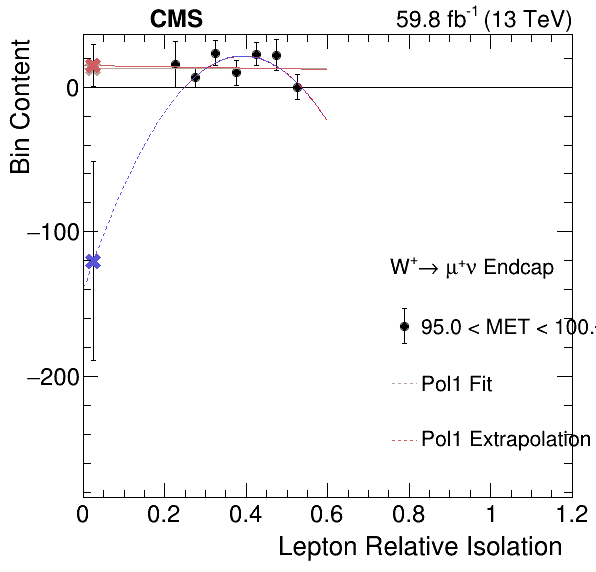 CMS 59.8 fb⁻¹ (13 TeV)
Bin Content
0
−100
−200
W⁺→ μ⁺ν Endcap
95.0 < MET < 100.
Pol1 Fit
Pol1 Extrapolation
0 0.2 0.4 0.6 0.8 1 1.2
Lepton Relative Isolation